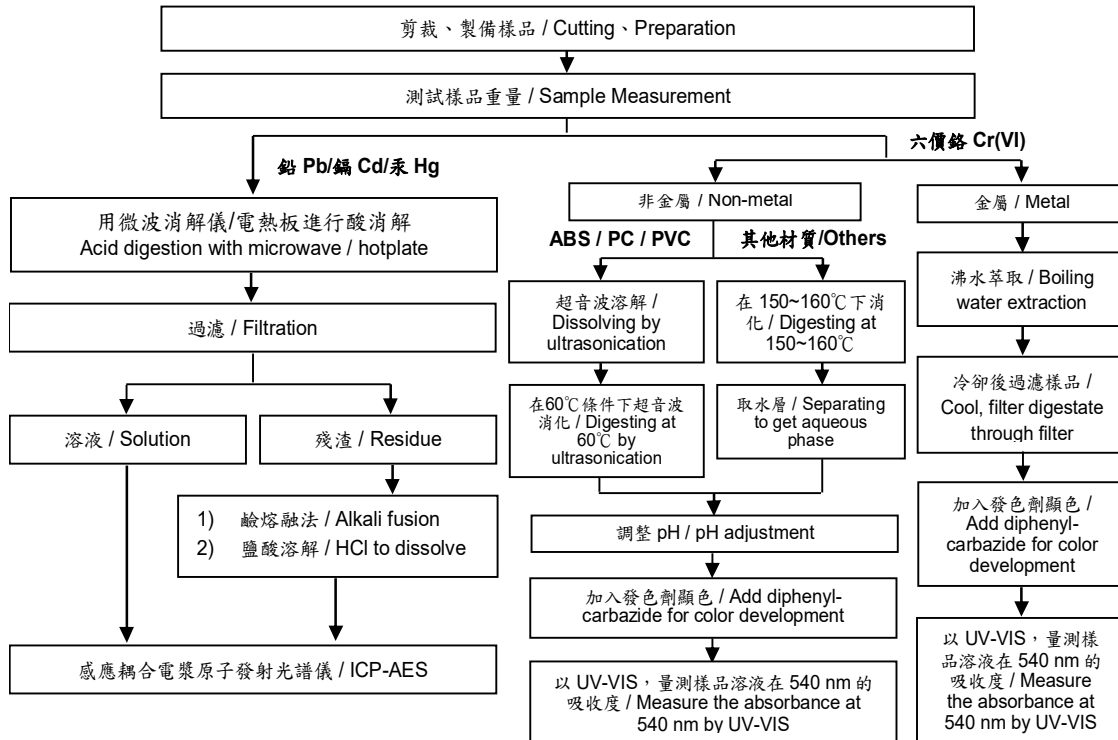 剪裁、製備樣品 / Cutting、Preparation
測試樣品重量 / Sample Measurement
鉛 Pb/鎘 Cd/汞 Hg
六價鉻 Cr(VI)
用微波消解儀/電熱板進行酸消解
Acid digestion with microwave / hotplate
過濾 / Filtration
溶液 / Solution
殘渣 / Residue
1) 鹼熔融法 / Alkali fusion
2) 鹽酸溶解 / HCl to dissolve
感應耦合電漿原子發射光譜儀 / ICP-AES
非金屬 / Non-metal
ABS / PC / PVC
其他材質/Others
超音波溶解 /
Dissolving by
ultrasonication
在60℃條件下超音波
消化 / Digesting at
60℃ by
ultrasonication
在 150~160℃下消
化 / Digesting at
150~160℃
取水層 / Separating
to get aqueous
phase
調整 pH / pH adjustment
加入發色劑顯色 / Add diphenyl-
carbazide for color development
以 UV-VIS，量測樣品溶液在 540 nm 的
吸收度 / Measure the absorbance at
540 nm by UV-VIS
金屬 / Metal
沸水萃取 / Boiling
water extraction
冷卻後過濾樣品 /
Cool, filter digestate
through filter
加入發色劑顯色 /
Add diphenyl-
carbazide for color
development
以 UV-VIS，量測樣
品溶液在 540 nm 的
吸收度 / Measure
the absorbance at
540 nm by UV-VIS